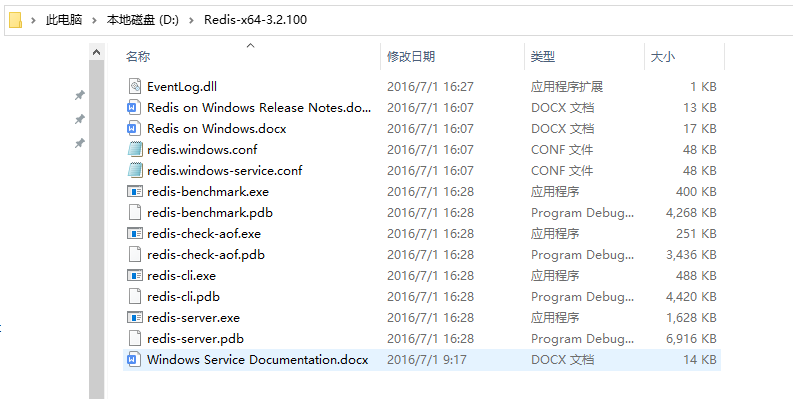 此电脑 > 本地磁盘 (D:) > Redis-x64-3.2.100
名称 修改日期 类型 大小
EventLog.dll 2016/7/1 16:27 应用程序扩展 1 KB
Redis on Windows Release Notes.do... 2016/7/1 16:07 DOCX 文档 13 KB
Redis on Windows.docx 2016/7/1 16:07 DOCX 文档 17 KB
redis.windows.conf 2016/7/1 16:07 CONF 文件 48 KB
redis.windows-service.conf 2016/7/1 16:07 CONF 文件 48 KB
redis-benchmark.exe 2016/7/1 16:28 应用程序 400 KB
redis-benchmark.pdb 2016/7/1 16:28 Program Debug... 4,268 KB
redis-check-aof.exe 2016/7/1 16:28 应用程序 251 KB
redis-check-aof.pdb 2016/7/1 16:28 Program Debug... 3,436 KB
redis-cli.exe 2016/7/1 16:28 应用程序 488 KB
redis-cli.pdb 2016/7/1 16:28 Program Debug... 4,420 KB
redis-server.exe 2016/7/1 16:28 应用程序 1,628 KB
redis-server.pdb 2016/7/1 16:28 Program Debug... 6,916 KB
Windows Service Documentation.docx 2016/7/1 9:17 DOCX 文档 14 KB